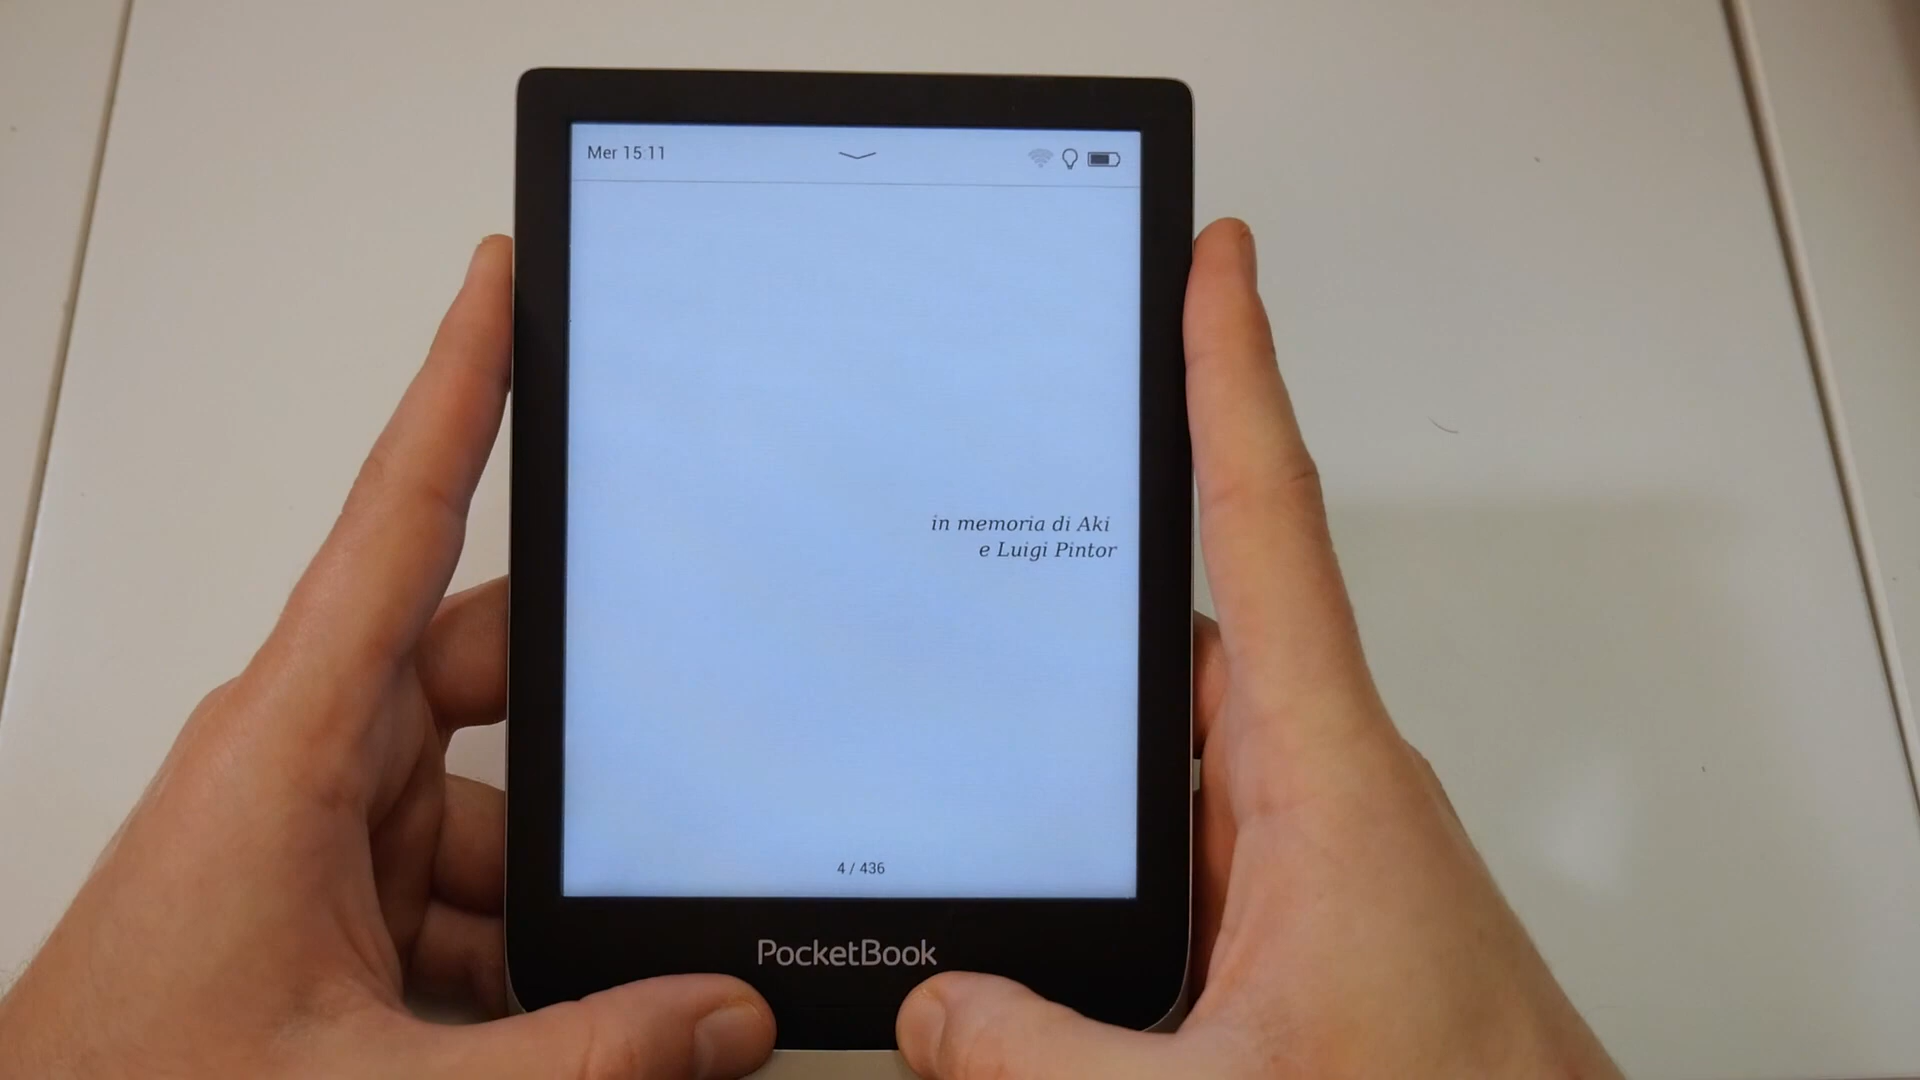 Mer 15:11
in memoria di Aki
e Luigi Pintor
4 / 436
PocketBook